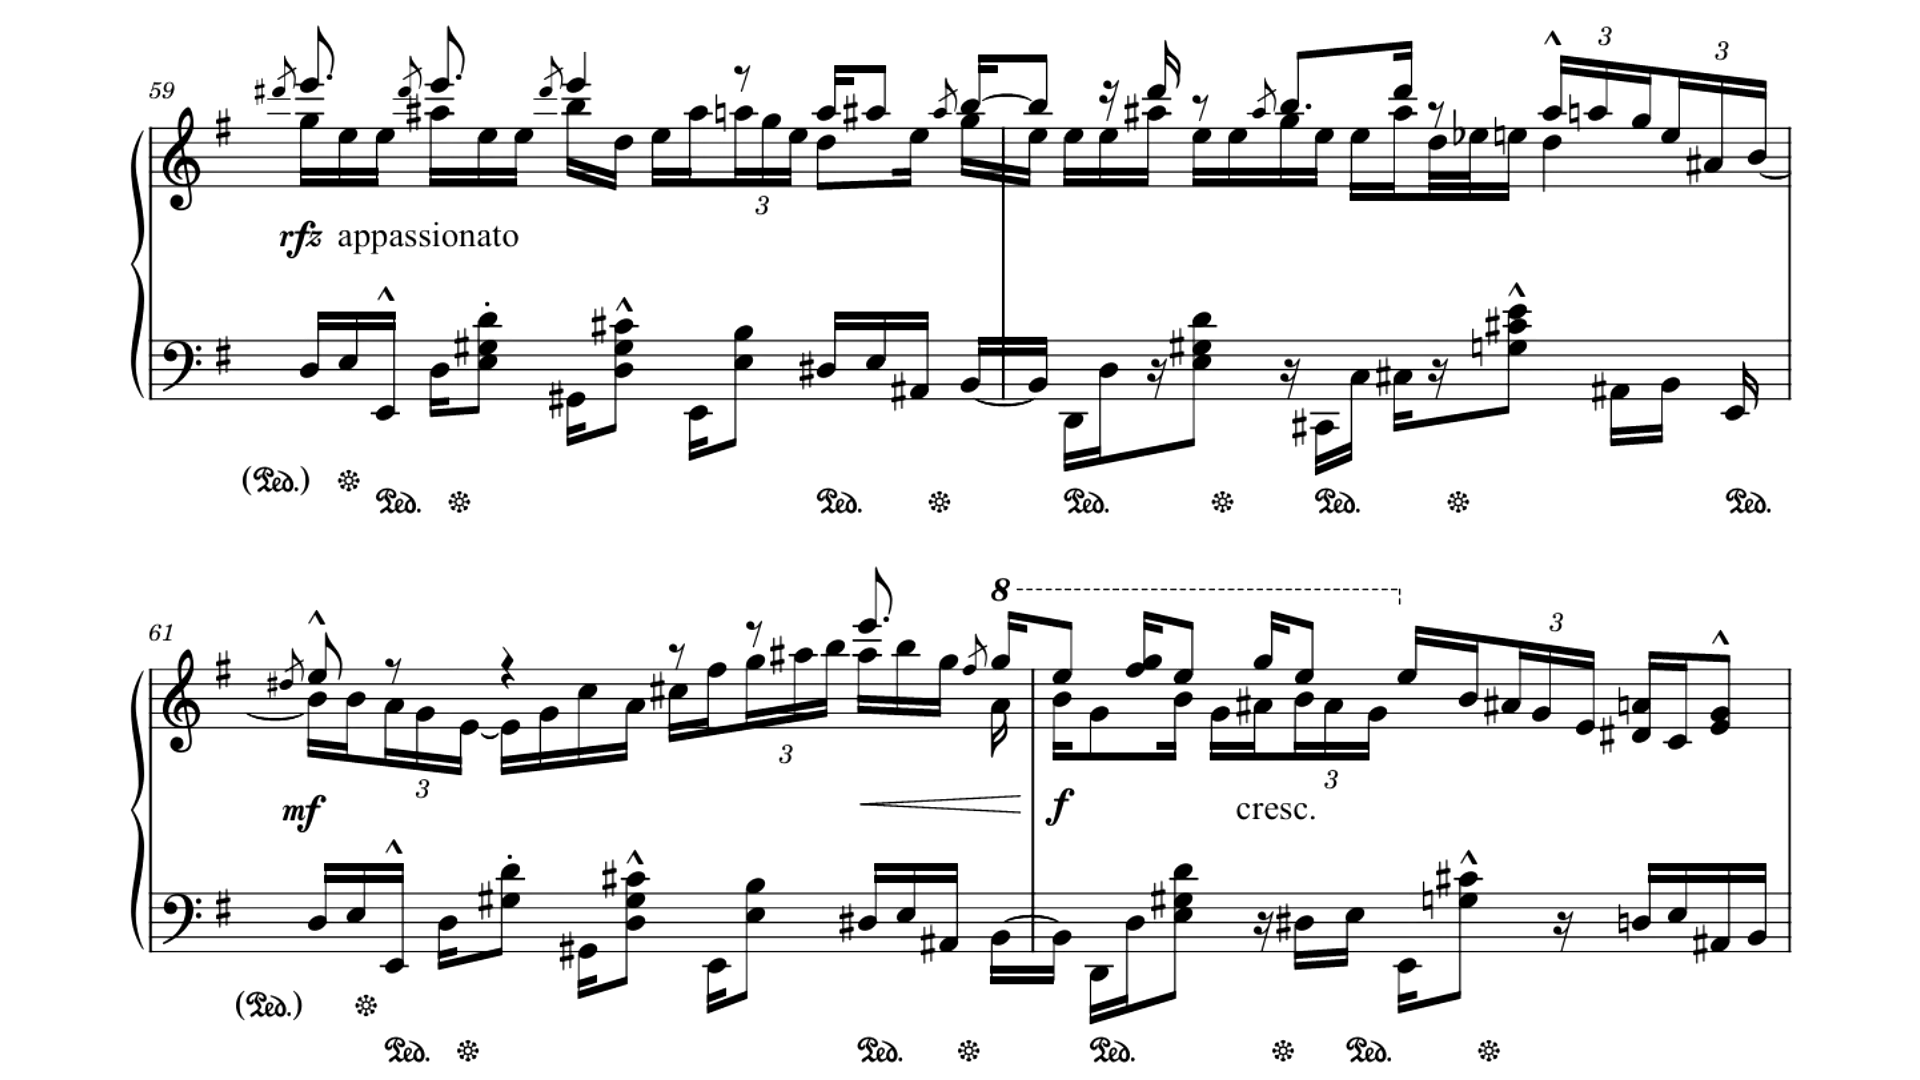 3 3
59
3
rfz appassionato
(Ped.) Ped. Ped. Ped. Ped. Ped.
8
61
3
3 3 3
mf f cresc.
(Ped.) Ped. Ped. Ped. Ped.